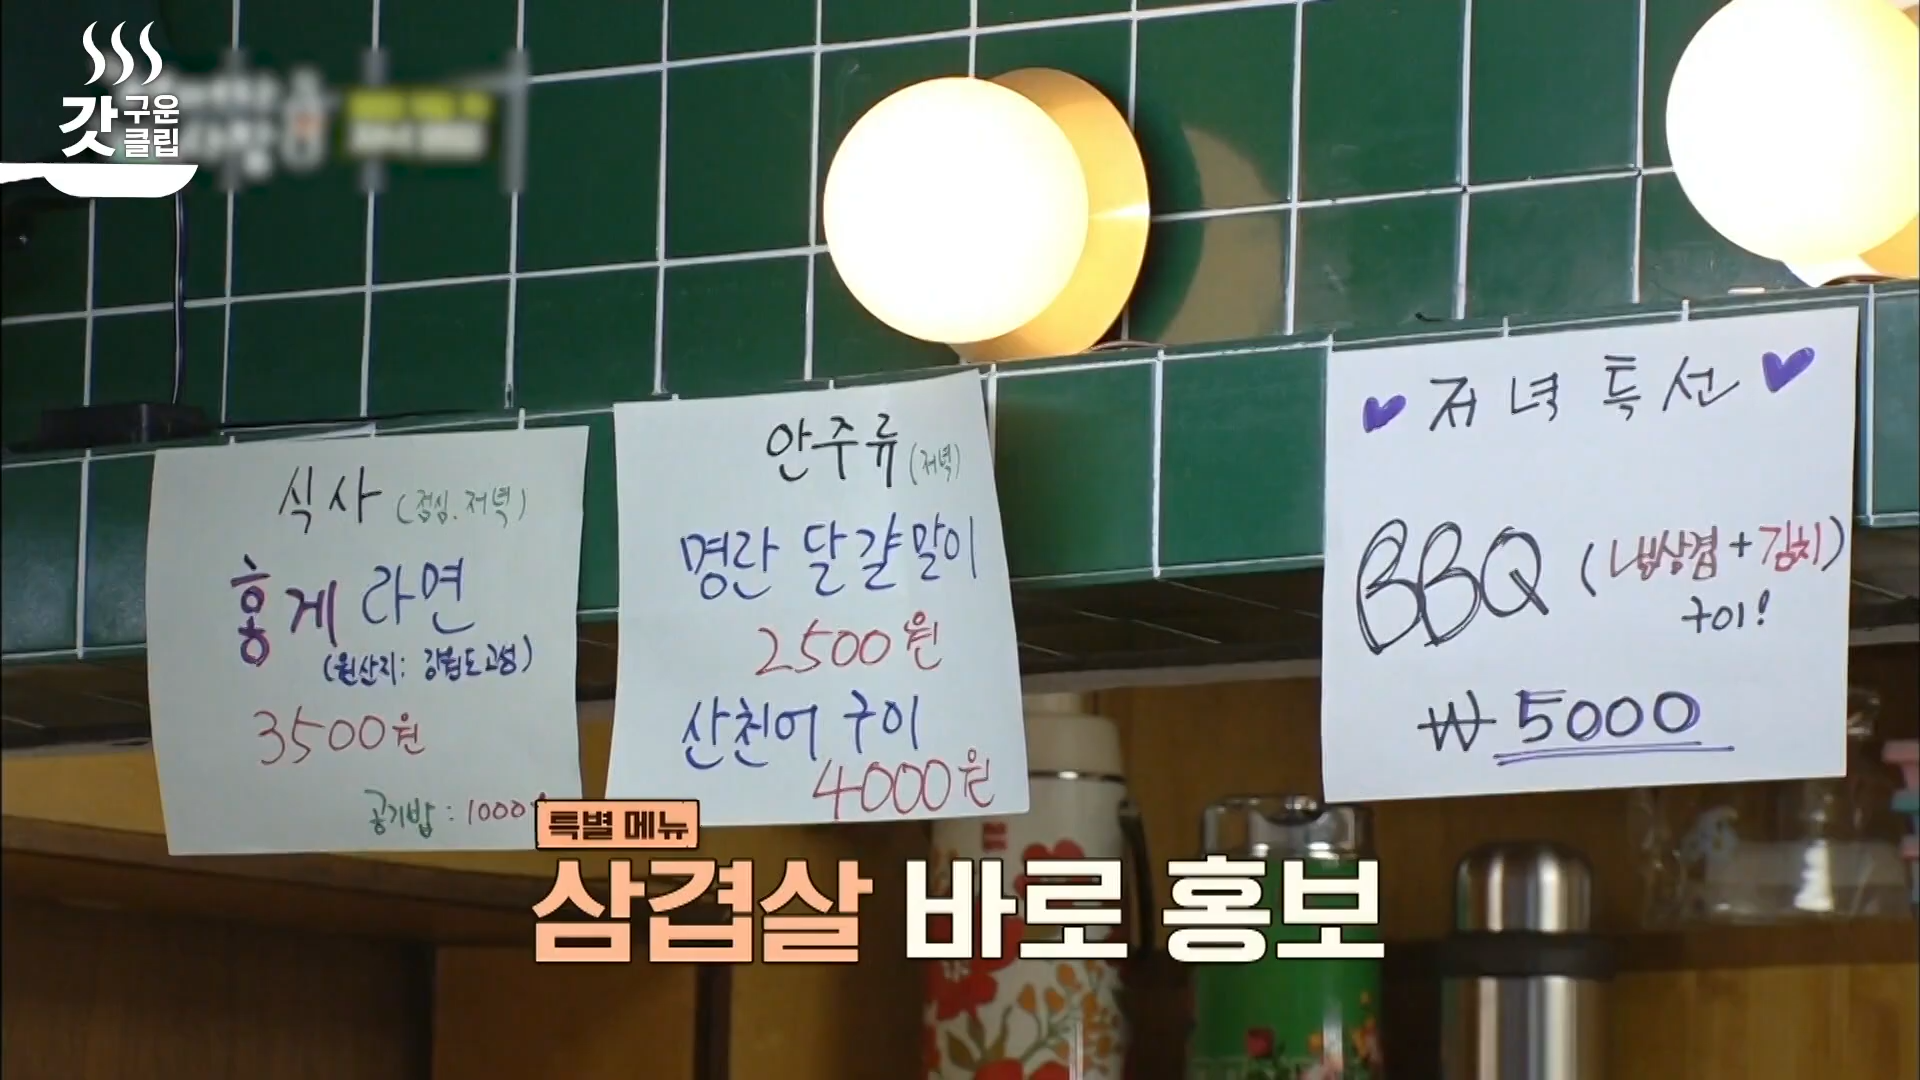 갓구운
클립
식사 (점심.저녁)
홍게 라면
(원산지: 강원도 고성)
3500원
공기밥 : 1000
안주류 (저녁)
명란 달걀말이
2500원
산천어 구이
4000원
저녁 특선
BBQ (냉삼겹 + 김치)
구이!
₩ 5000
특별 메뉴
삼겹살 바로 홍보